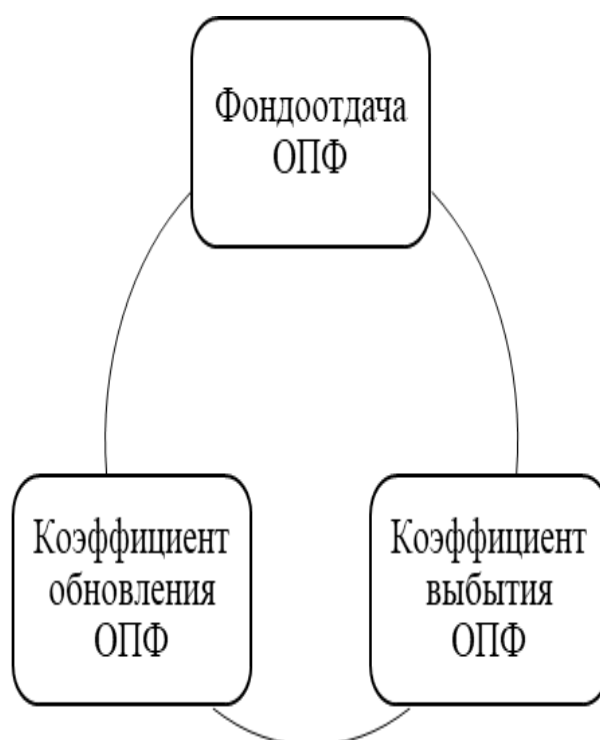 Фондоотдача
ОПФ
Коэффициент
обновления
ОПФ
Коэффициент
выбытия
ОПФ